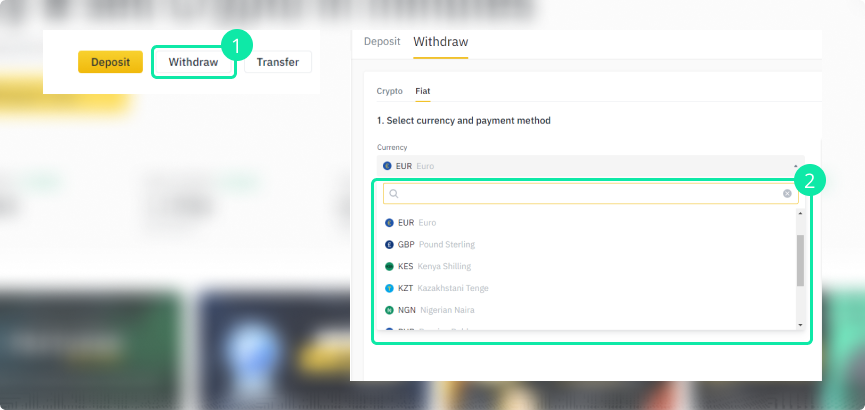 1
Deposit
Withdraw
Transfer
Deposit
Withdraw
Crypto
Fiat
1. Select currency and payment method
Currency
EUR Euro
2
EUR Euro
GBP Pound Sterling
KES Kenya Shilling
KZT Kazakhstani Tenge
NGN Nigerian Naira